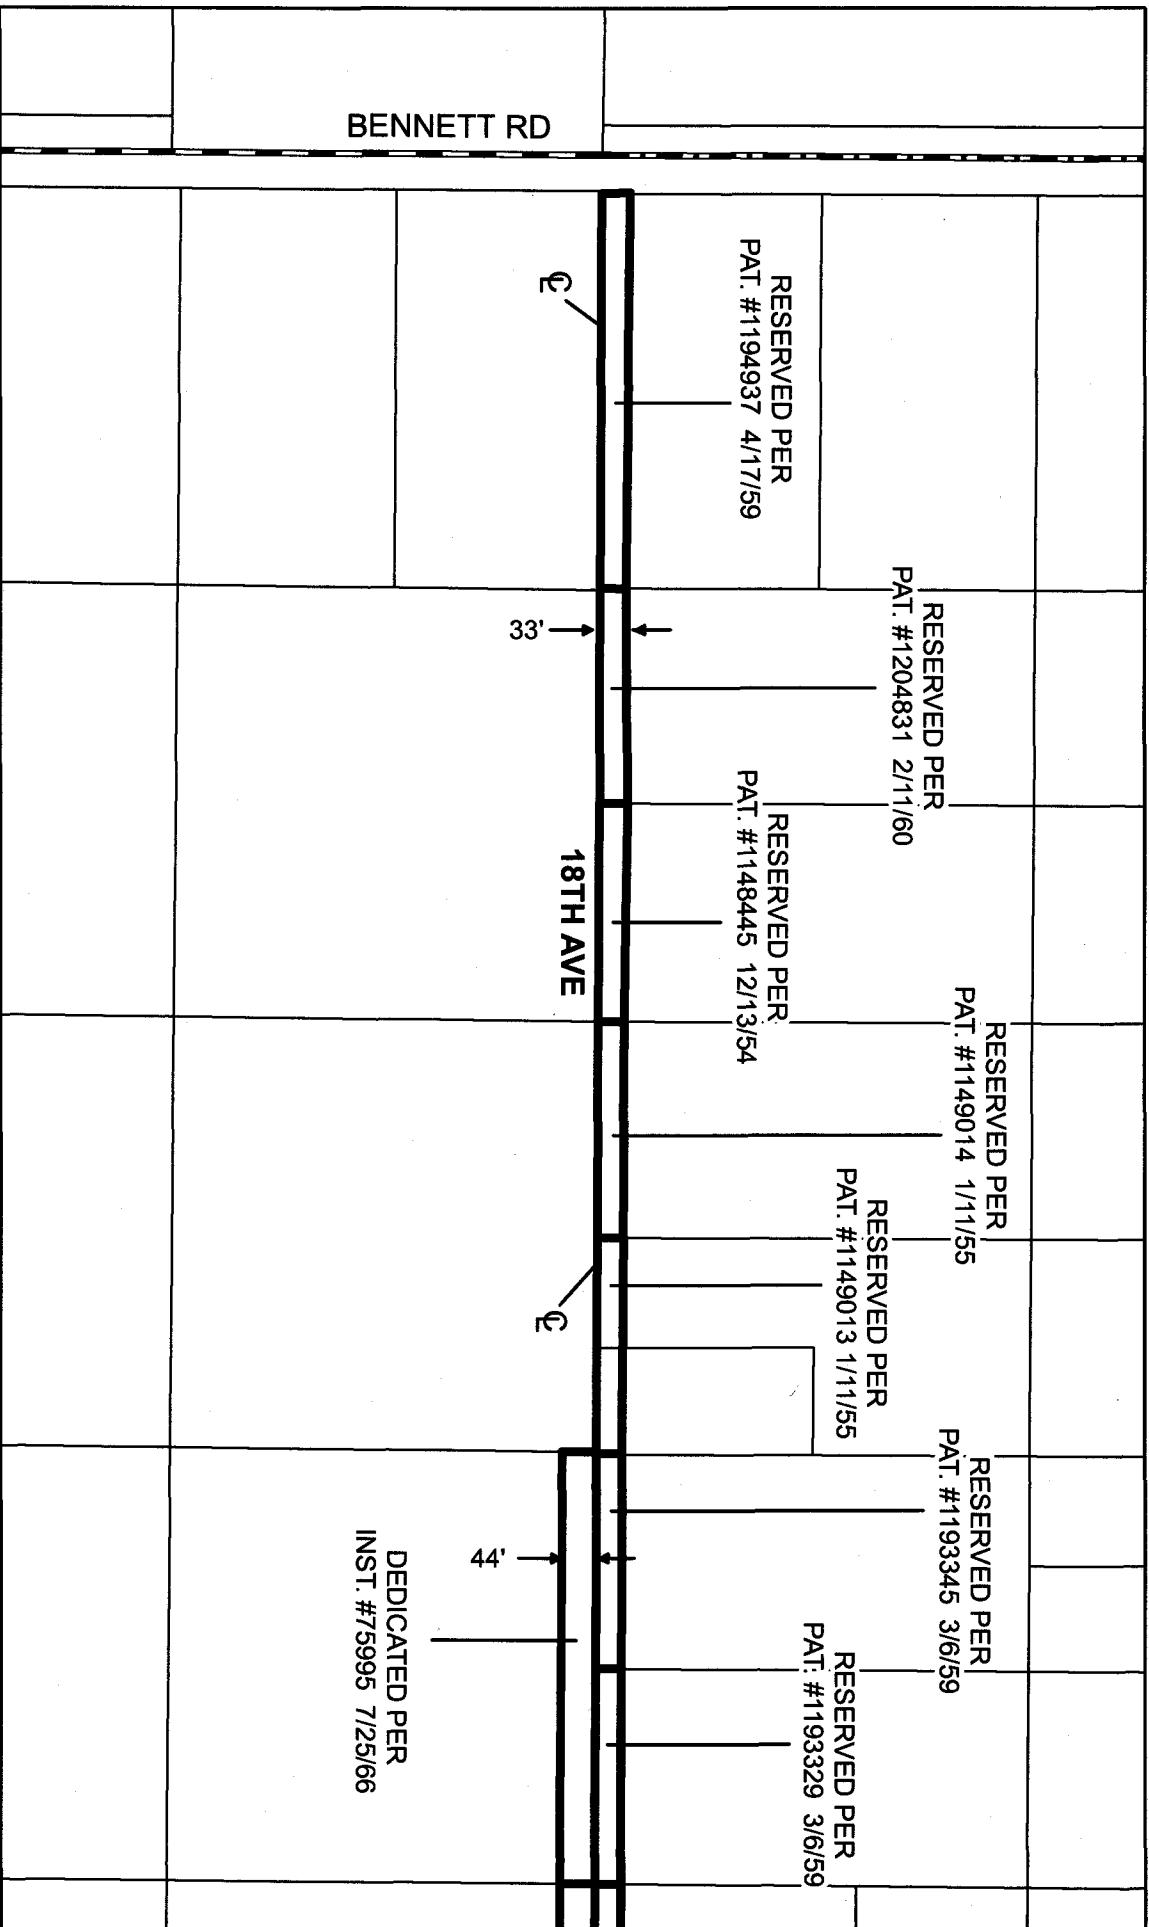 BENNETT RD
RESERVED PER
PAT. #1194937 4/17/59
℄
RESERVED PER
PAT. #1204831 2/11/60
33'
RESERVED PER
PAT. #1148445 12/13/54
18TH AVE
RESERVED PER
PAT. #1149014 1/11/55
RESERVED PER
PAT. #1149013 1/11/55
℄
RESERVED PER
PAT. #1193345 3/6/59
44'
DEDICATED PER
INST. #75995 7/25/66
RESERVED PER
PAT. #1193329 3/6/59